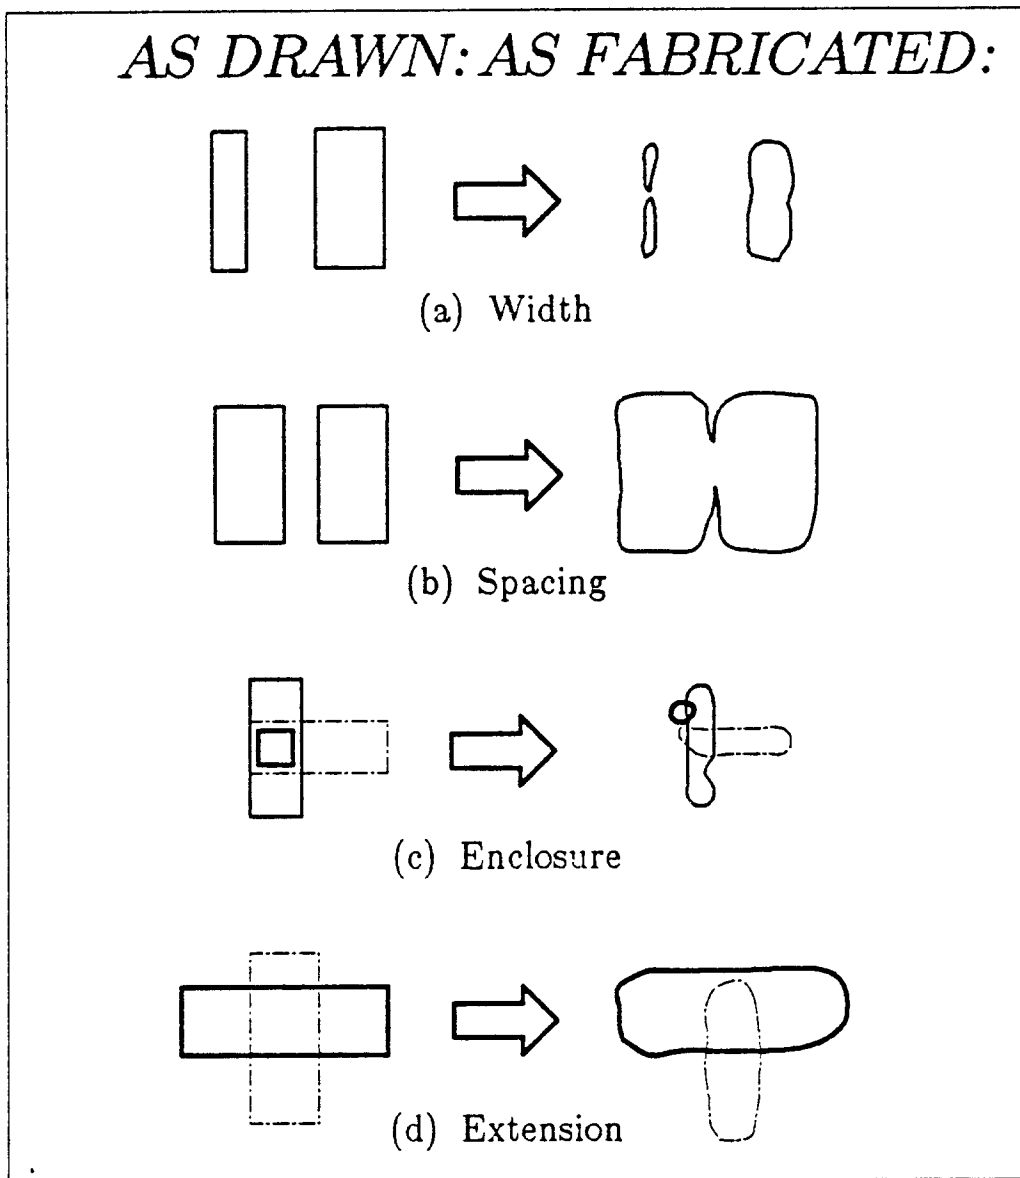 AS DRAWN: AS FABRICATED:
(a) Width
(b) Spacing
(c) Enclosure
(d) Extension